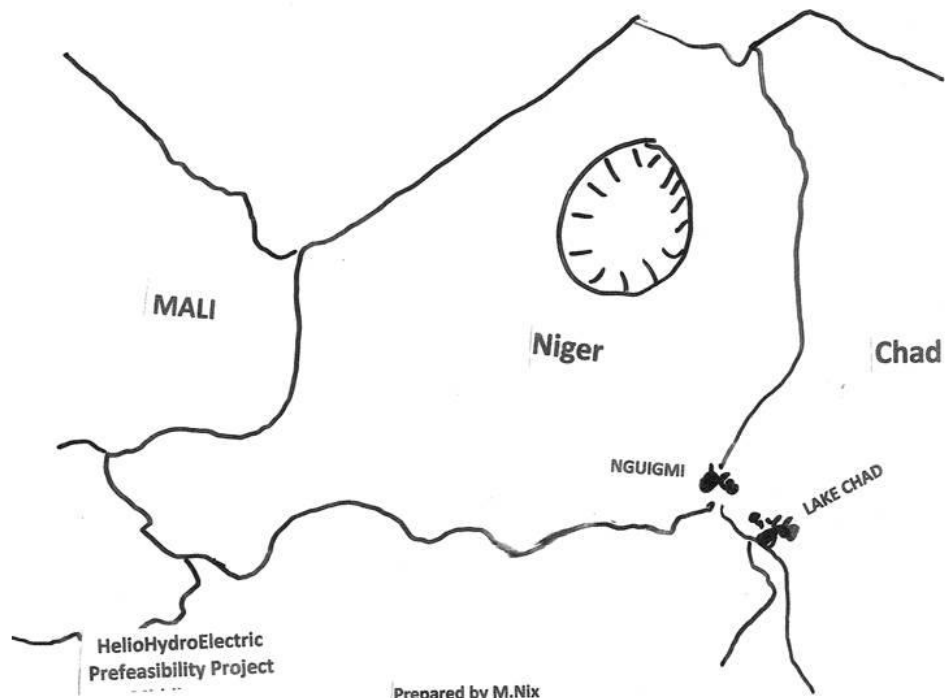 MALI
Niger
Chad
NGUIGMI
LAKE CHAD
HelioHydroElectric
Prefeasibility Project
Prepared by M.Nix